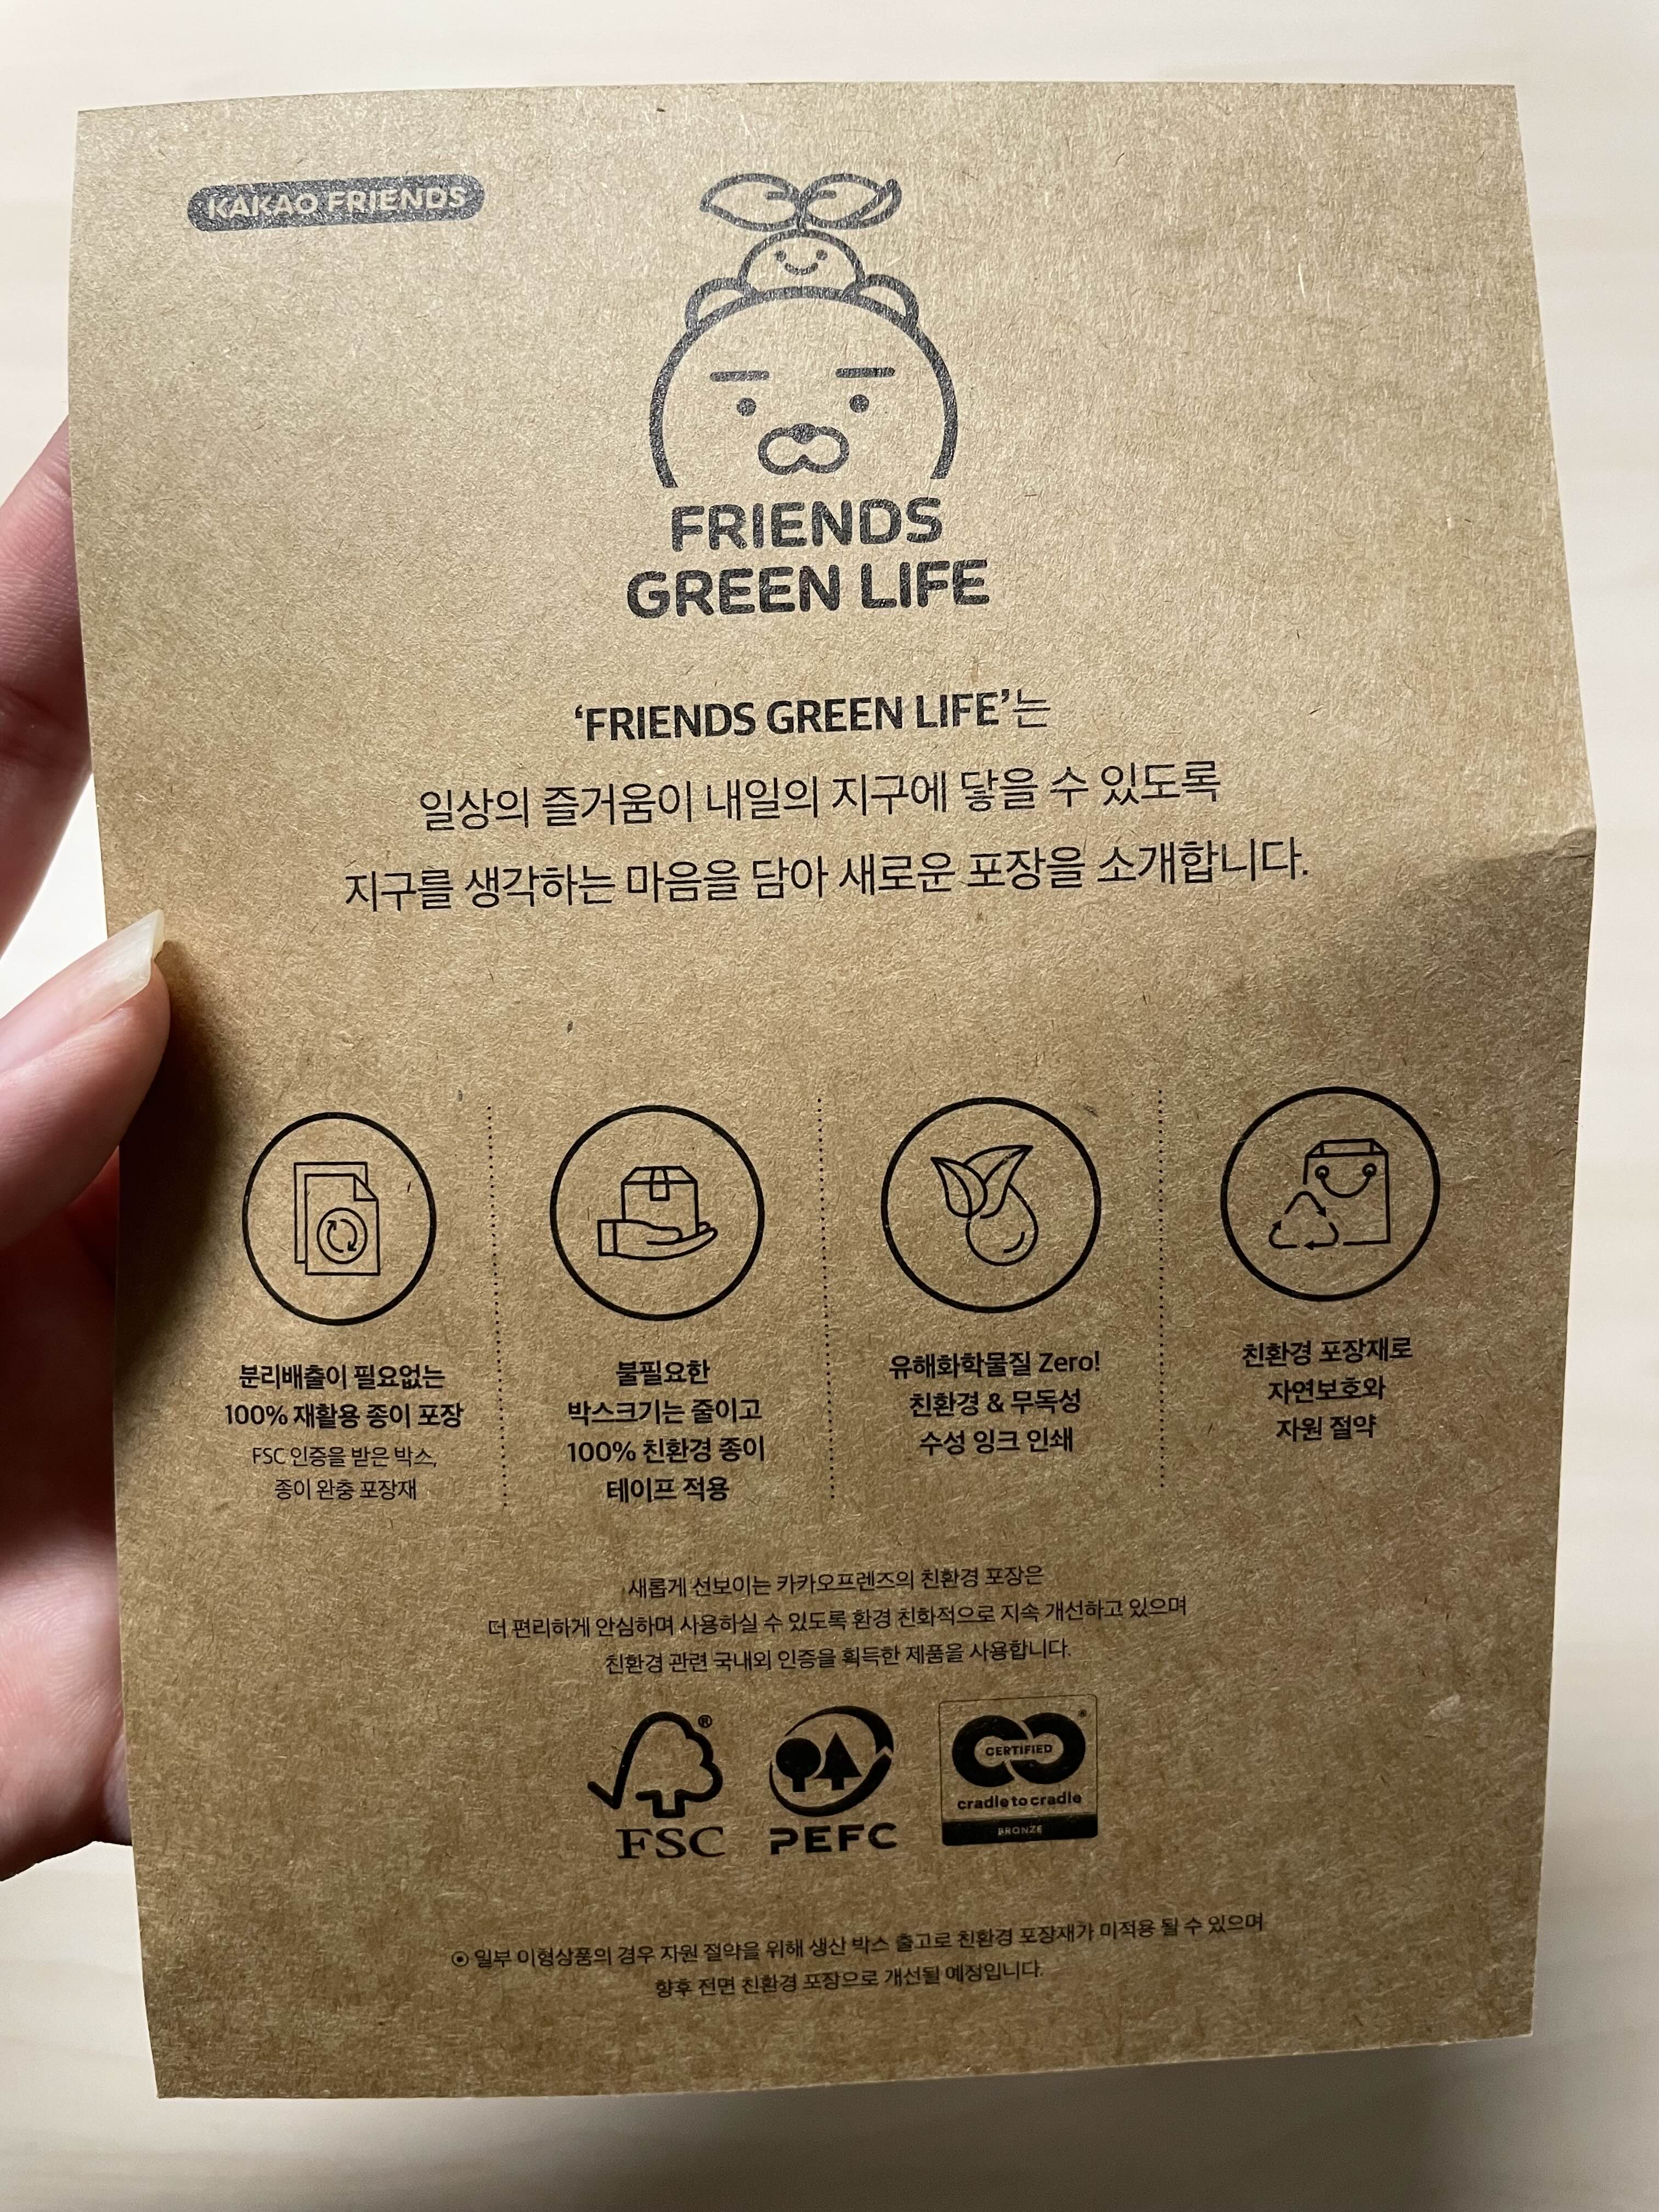 KAKAO FRIENDS
FRIENDS
GREEN LIFE
‘FRIENDS GREEN LIFE’는
일상의 즐거움이 내일의 지구에 닿을 수 있도록
지구를 생각하는 마음을 담아 새로운 포장을 소개합니다.
분리배출이 필요없는
100% 재활용 종이 포장
FSC 인증을 받은 박스,
종이 완충 포장재
불필요한
박스크기는 줄이고
100% 친환경 종이
테이프 적용
유해화학물질 Zero!
친환경 & 무독성
수성 잉크 인쇄
친환경 포장재로
자연보호와
자원 절약
새롭게 선보이는 카카오프렌즈의 친환경 포장은
더 편리하게 안심하며 사용하실 수 있도록 환경 친화적으로 지속 개선하고 있으며
친환경 관련 국내외 인증을 획득한 제품을 사용합니다.
®
FSC
PEFC
®
CERTIFIED
cradle to cradle
BRONZE
⊙ 일부 이형상품의 경우 자원 절약을 위해 생산 박스 출고로 친환경 포장재가 미적용 될 수 있으며
향후 전면 친환경 포장으로 개선될 예정입니다.